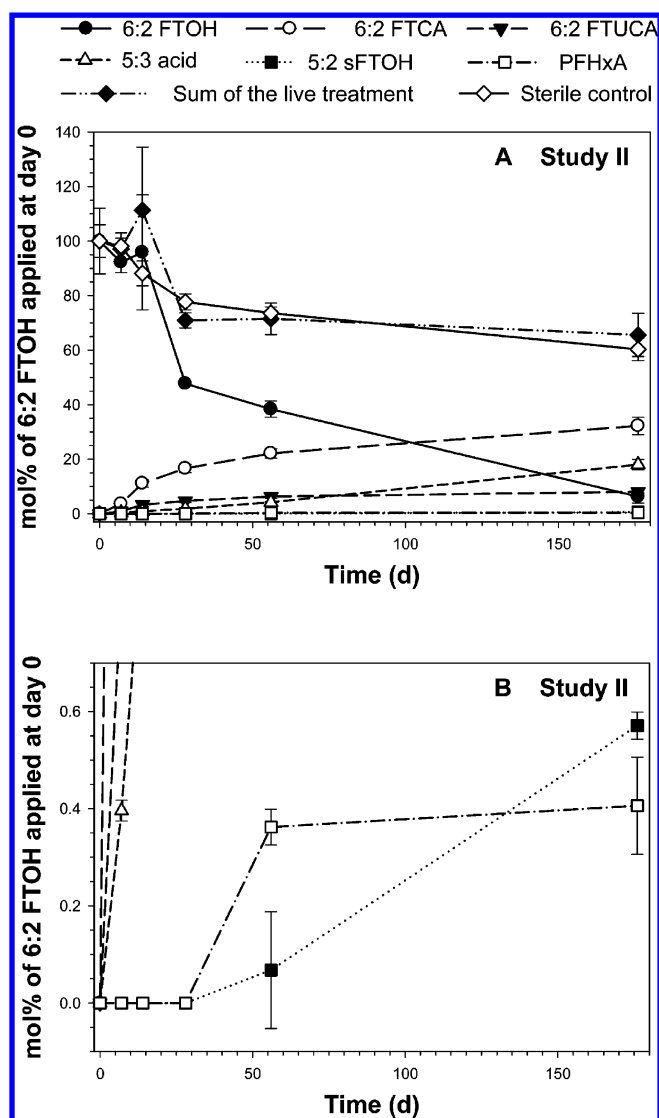 6:2 FTOH 6:2 FTCA 6:2 FTUCA
5:3 acid 5:2 sFTOH PFHxA
Sum of the live treatment Sterile control
A Study II
mol% of 6:2 FTOH applied at day 0
140
120
100
80
60
40
20
0
0 50 100 150
Time (d)
B Study II
mol% of 6:2 FTOH applied at day 0
0.6
0.4
0.2
0.0
0 50 100 150
Time (d)